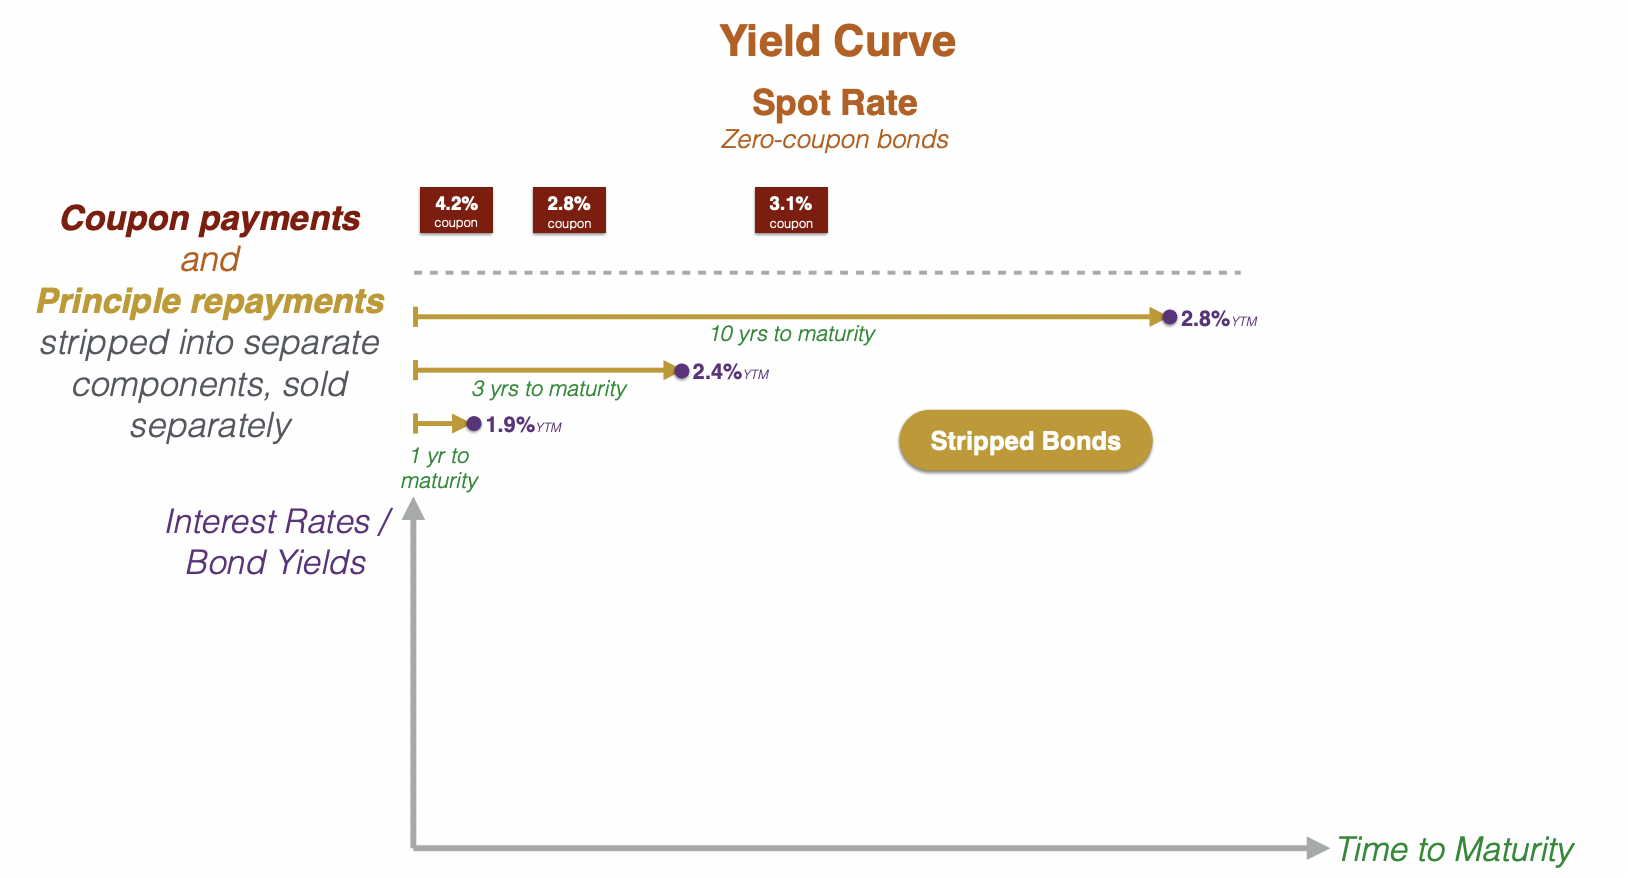 Yield Curve
Spot Rate
Zero-coupon bonds
4.2%
coupon
2.8%
coupon
3.1%
coupon
Coupon payments
and
Principle repayments
stripped into separate
components, sold
separately
2.8% YTM
10 yrs to maturity
2.4% YTM
3 yrs to maturity
1.9% YTM
1 yr to
maturity
Stripped Bonds
Interest Rates /
Bond Yields
Time to Maturity